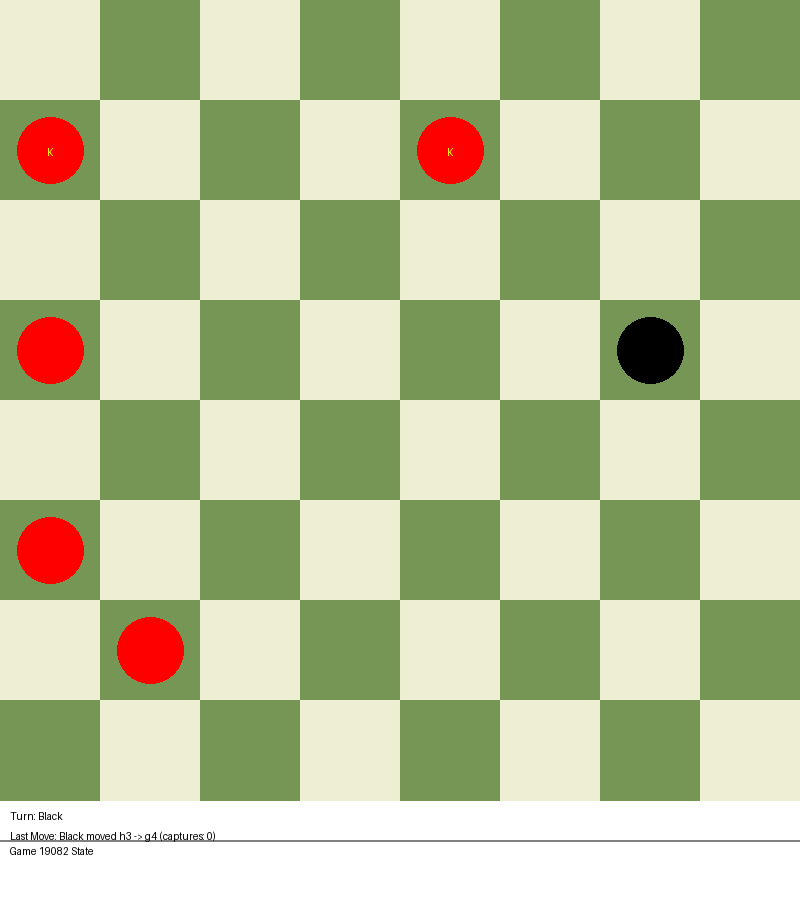 K K
Turn: Black
Last Move: Black moved h3 -> g4 (captures: 0)
Game 19082 State